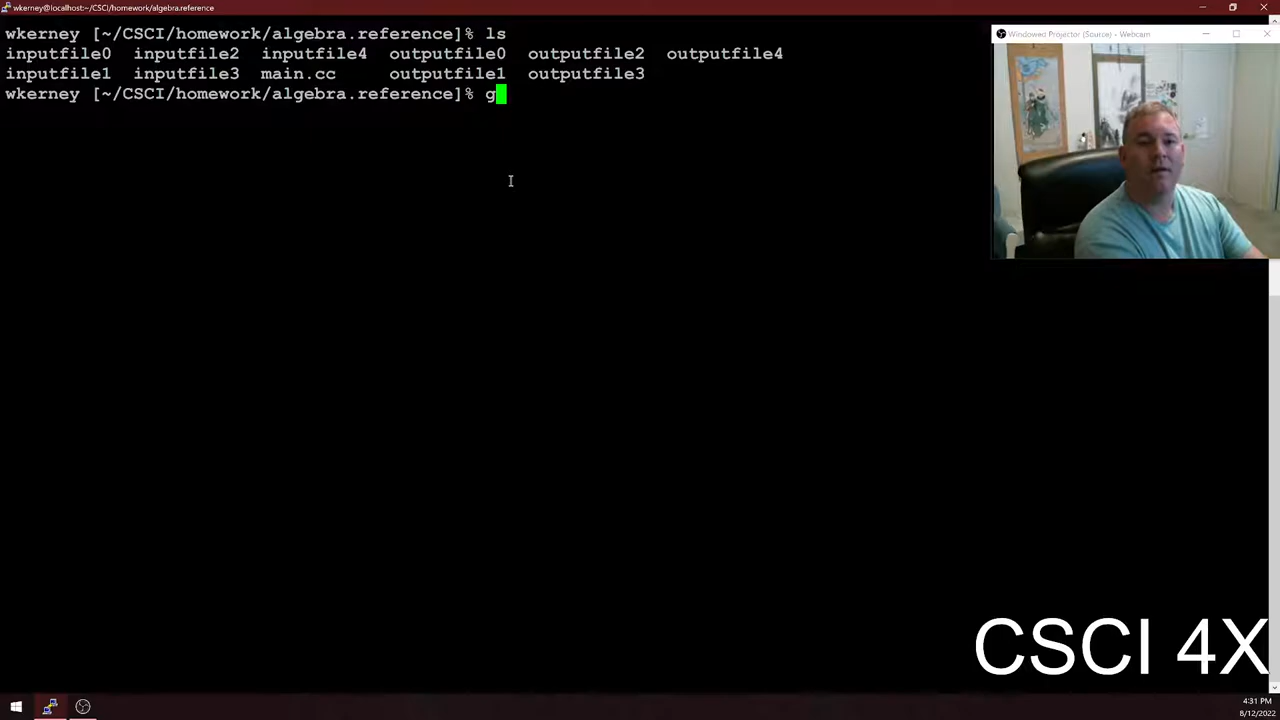 wkerney@localhost:~/CSCI/homework/algebra.reference
wkerney [~/CSCI/homework/algebra.reference]% ls
inputfile0 inputfile2 inputfile4 outputfile0 outputfile2 outputfile4
inputfile1 inputfile3 main.cc outputfile1 outputfile3
wkerney [~/CSCI/homework/algebra.reference]% g
Windowed Projector (Source) - Webcam
CSCI 4X
4:31 PM
8/12/2022